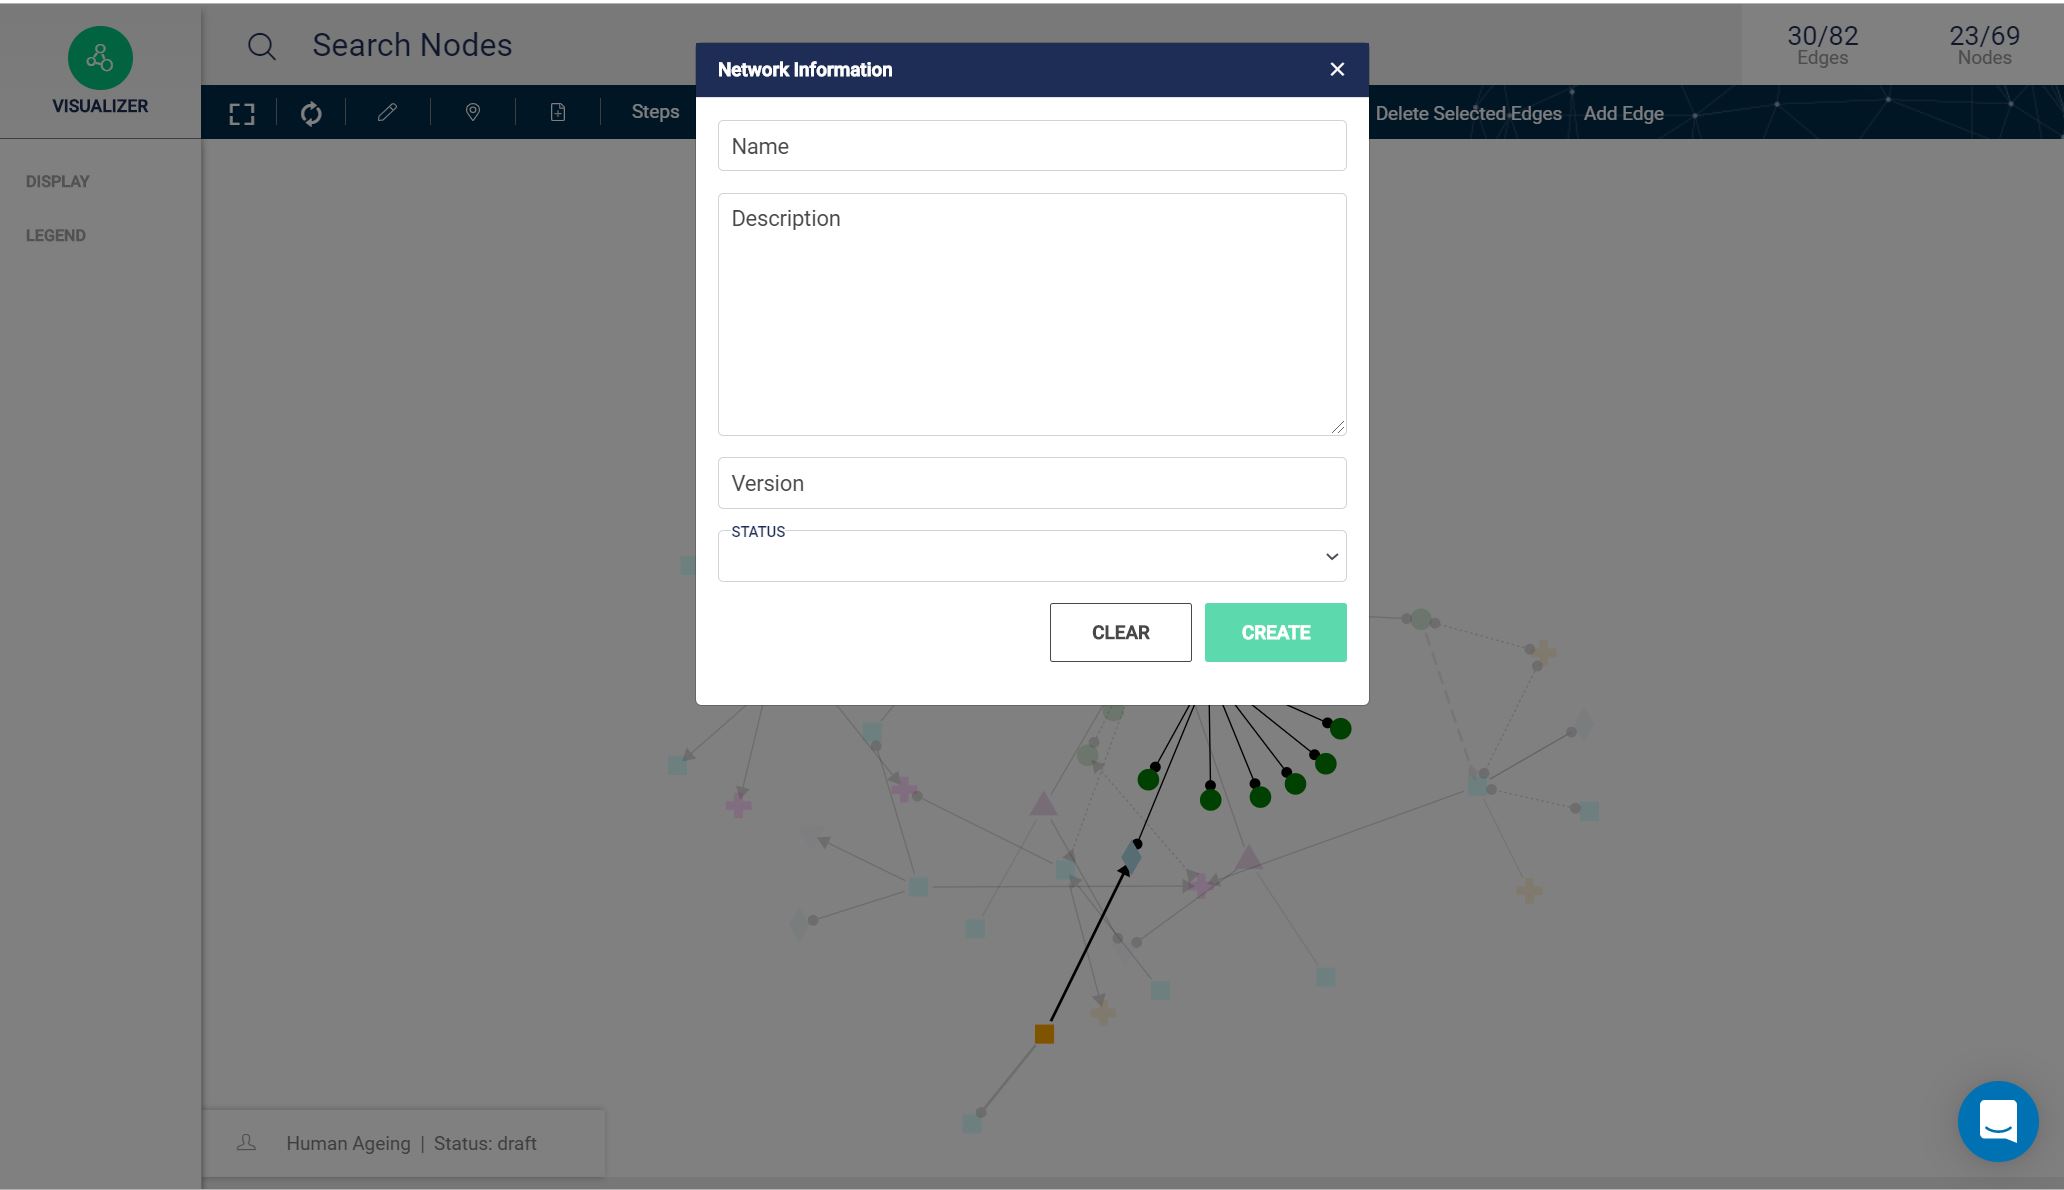 VISUALIZER
Search Nodes
30/82
Edges
23/69
Nodes
Steps
Delete Selected Edges
Add Edge
DISPLAY
LEGEND
Network Information
Name
Description
Version
STATUS
CLEAR
CREATE
Human Ageing | Status: draft